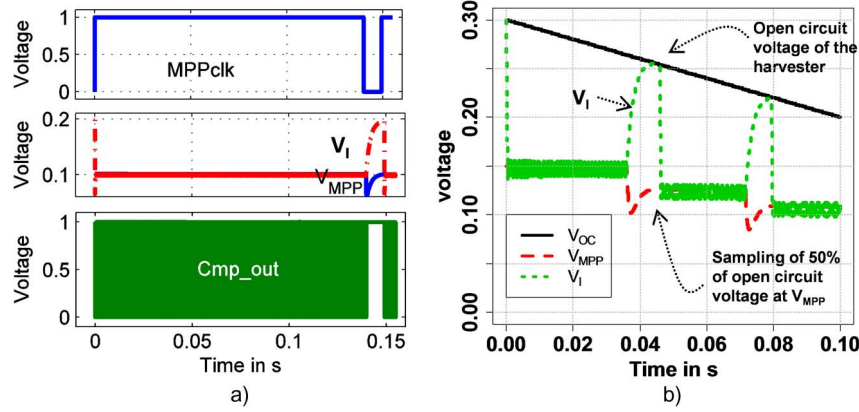 Voltage
1
0.5
0
MPPclk
Voltage
0.2
0.1
V_I
V_MPP
Voltage
1
0.5
0
Cmp_out
0 0.05 0.1 0.15
Time in s
a)
voltage
0.30
0.20
0.10
0.00
Open circuit
voltage of the
harvester
V_I
V_OC
V_MPP
V_I
Sampling of 50%
of open circuit
voltage at V_MPP
0.00 0.02 0.04 0.06 0.08 0.10
Time in s
b)